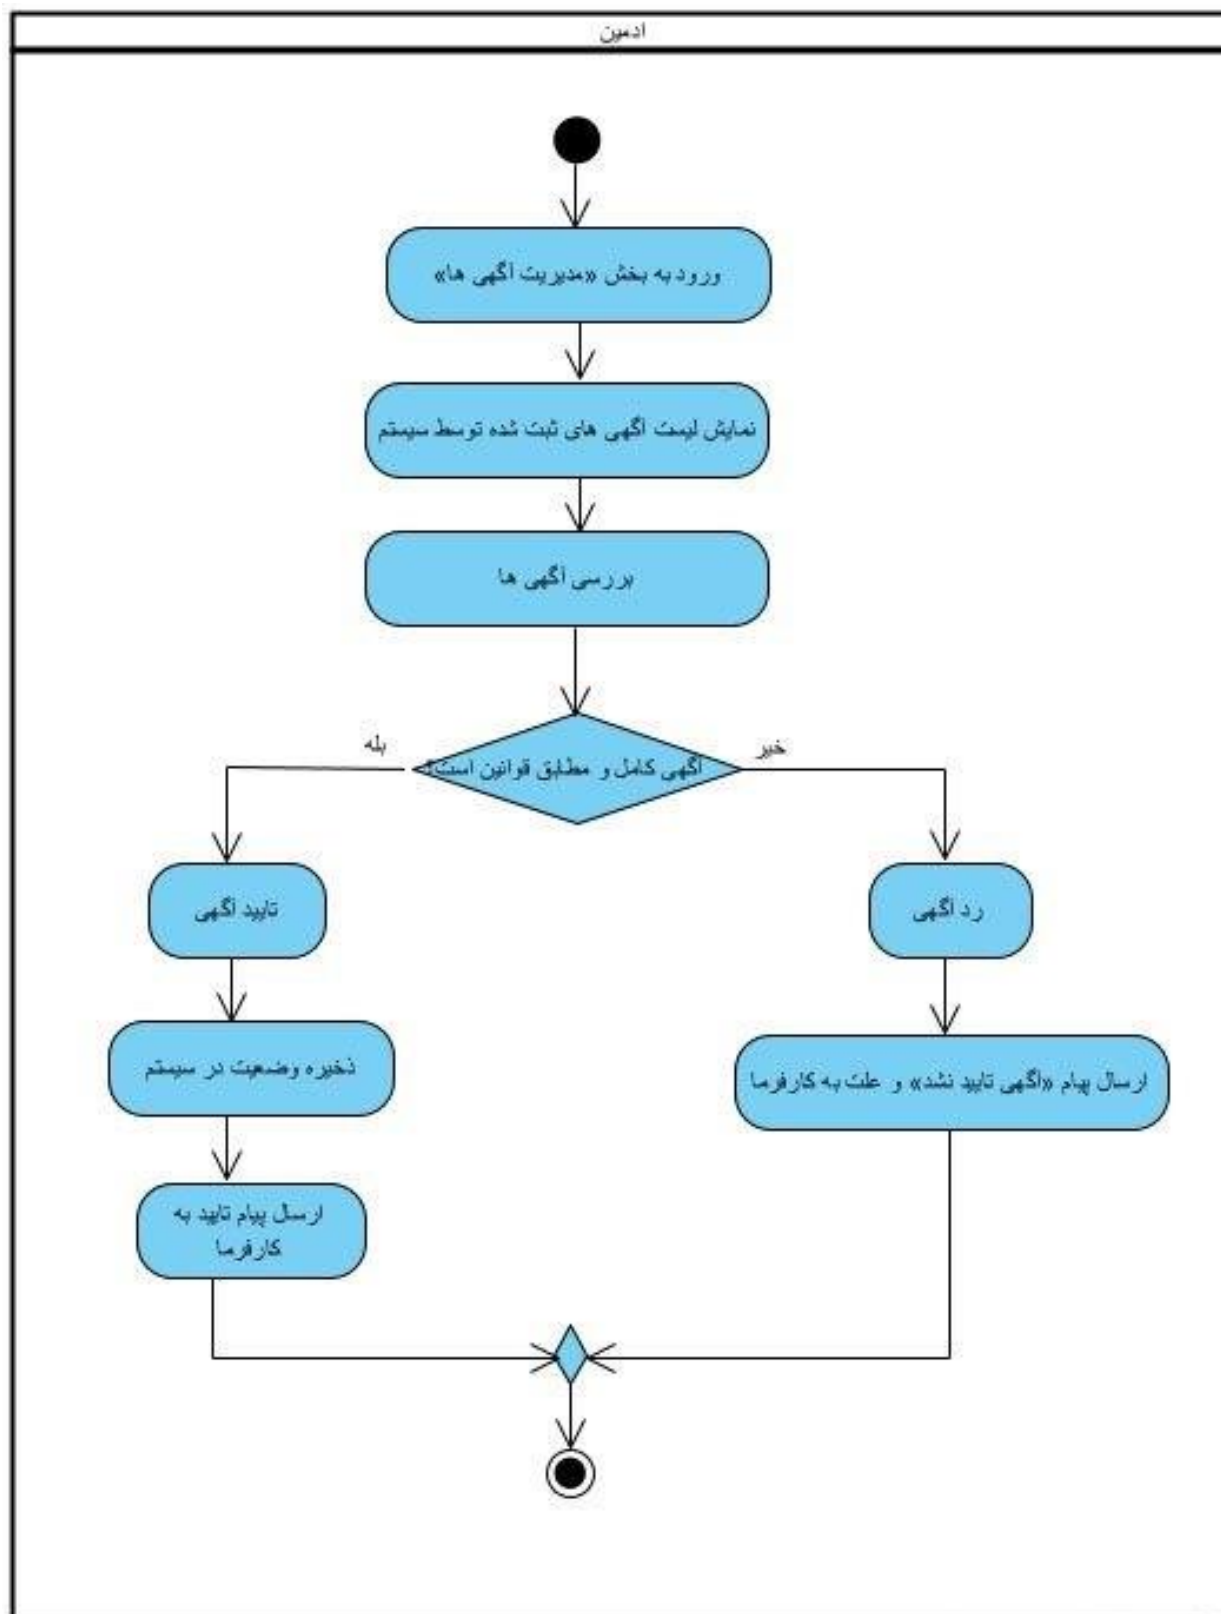 ادمین
ورود به بخش «مدیریت آگهی ها»
نمایش لیست آگهی های ثبت شده توسط سیستم
بررسی آگهی ها
آگهی کامل و مطابق قوانین است؟
بله
خیر
تایید آگهی
رد آگهی
ذخیره وضعیت در سیستم
ارسال پیام «آگهی تایید نشد» و علت به کارفرما
ارسال پیام تایید به
کارفرما